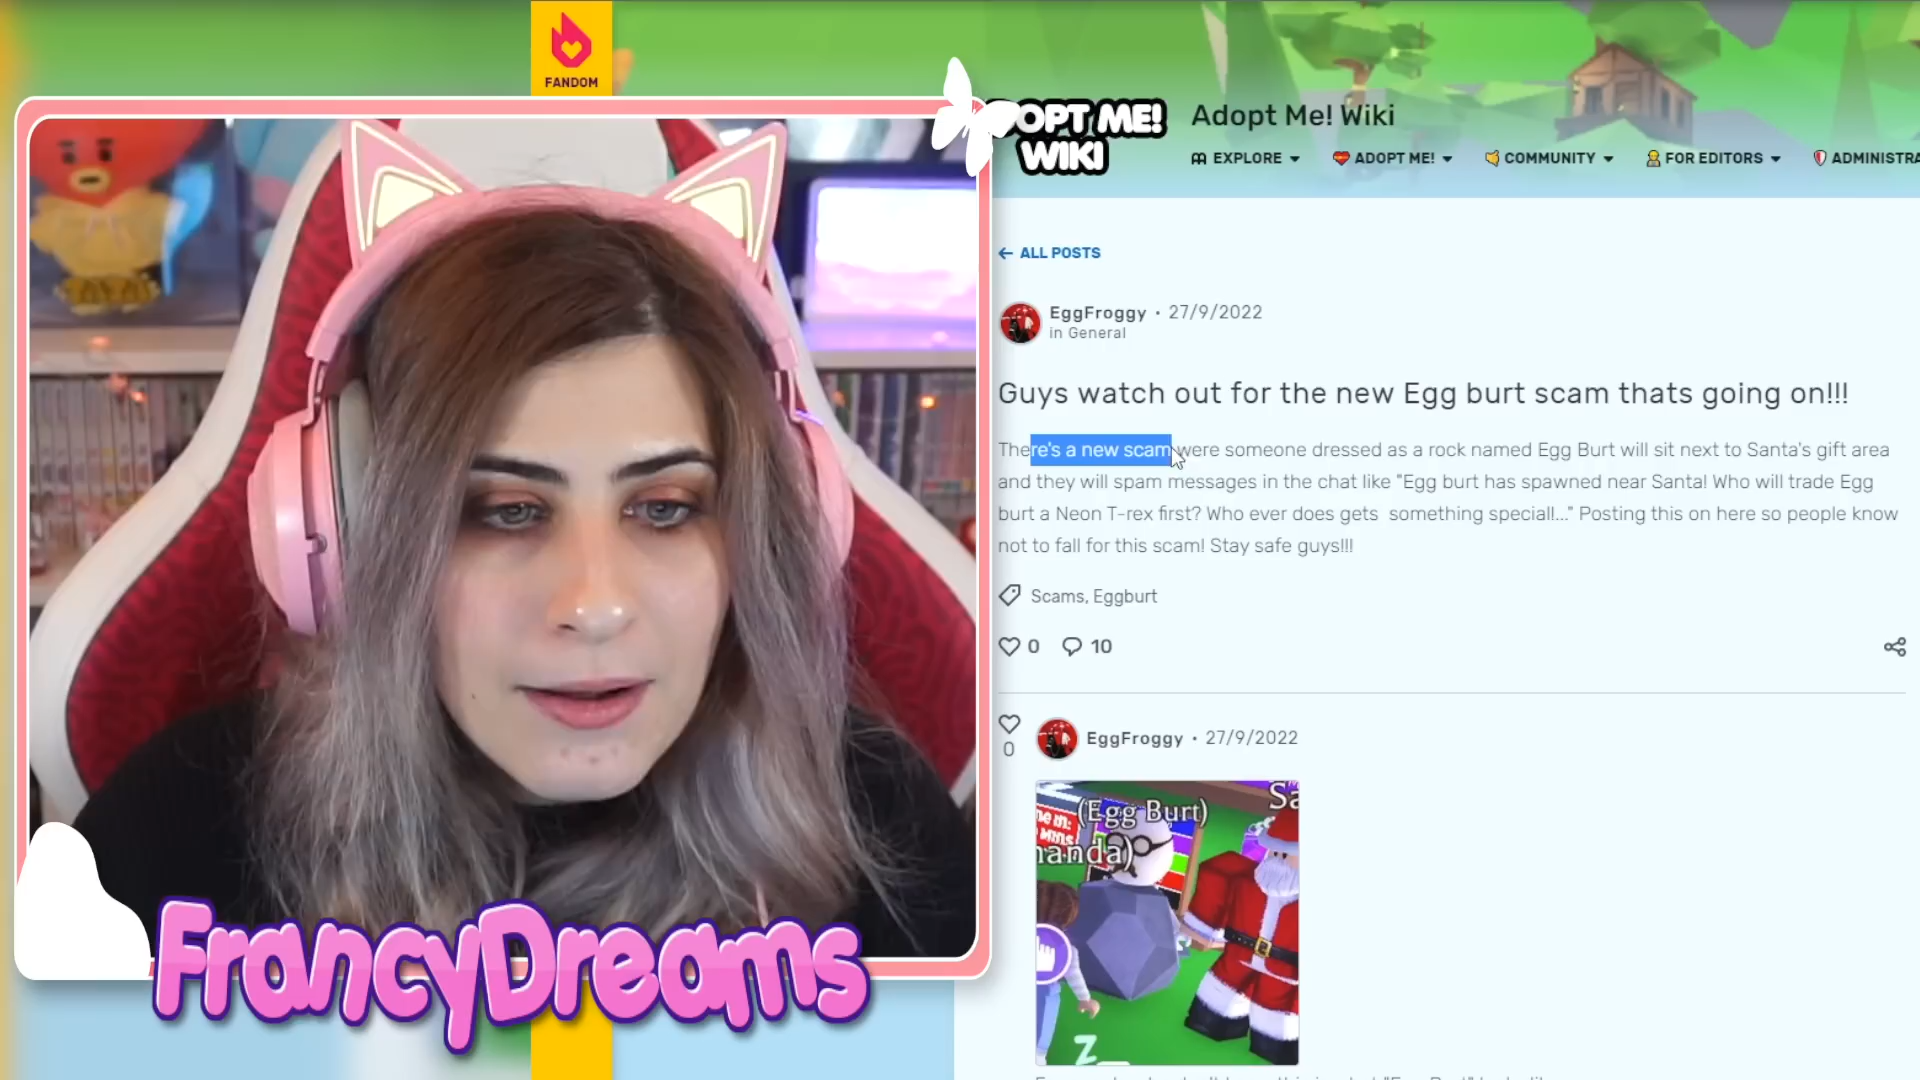 FANDOM
OPT ME!
WIKI
Adopt Me! Wiki
EXPLORE
ADOPT ME!
COMMUNITY
FOR EDITORS
ADMINISTRA
← ALL POSTS
EggFroggy • 27/9/2022
in General
Guys watch out for the new Egg burt scam thats going on!!!
There's a new scam were someone dressed as a rock named Egg Burt will sit next to Santa's gift area
and they will spam messages in the chat like "Egg burt has spawned near Santa! Who will trade Egg
burt a Neon T-rex first? Who ever does gets something special!..." Posting this on here so people know
not to fall for this scam! Stay safe guys!!!
Scams, Eggburt
0 10
0
EggFroggy • 27/9/2022
(Egg Burt)
Sa
anda)
Z
FrancyDreams